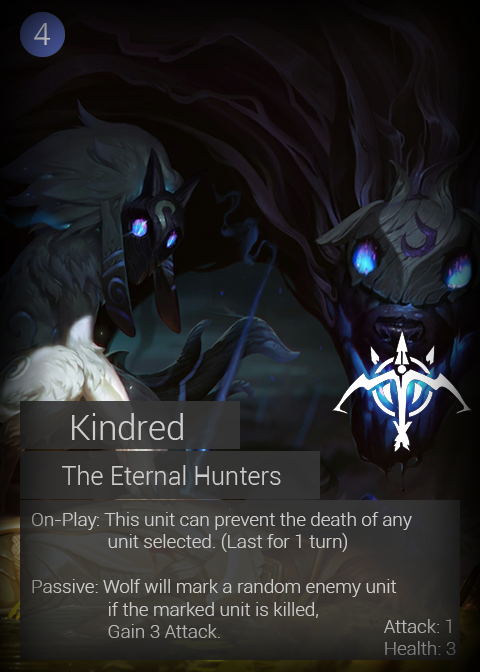 4
Kindred
The Eternal Hunters
On-Play: This unit can prevent the death of any
unit selected. (Last for 1 turn)
Passive: Wolf will mark a random enemy unit
if the marked unit is killed,
Gain 3 Attack.
Attack: 1
Health: 3